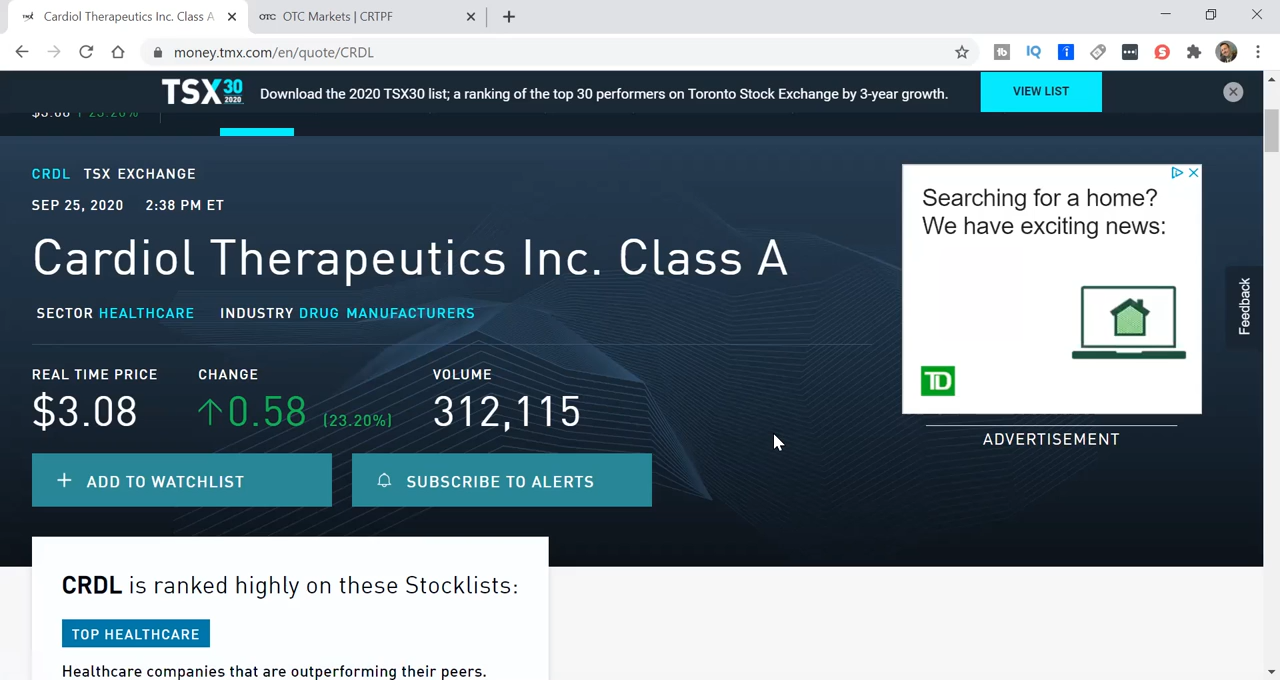 Cardiol Therapeutics Inc. Class A
OTC Markets | CRTPF
money.tmx.com/en/quote/CRDL
TSX30 2020
Download the 2020 TSX30 list; a ranking of the top 30 performers on Toronto Stock Exchange by 3-year growth.
VIEW LIST
$3.08 ↑ 23.20%
CRDL TSX EXCHANGE
SEP 25, 2020 2:38 PM ET
Cardiol Therapeutics Inc. Class A
SECTOR HEALTHCARE INDUSTRY DRUG MANUFACTURERS
REAL TIME PRICE CHANGE VOLUME
$3.08 ↑0.58 (23.20%) 312,115
+ ADD TO WATCHLIST
SUBSCRIBE TO ALERTS
Searching for a home?
We have exciting news:
TD
ADVERTISEMENT
Feedback
CRDL is ranked highly on these Stocklists:
TOP HEALTHCARE
Healthcare companies that are outperforming their peers.